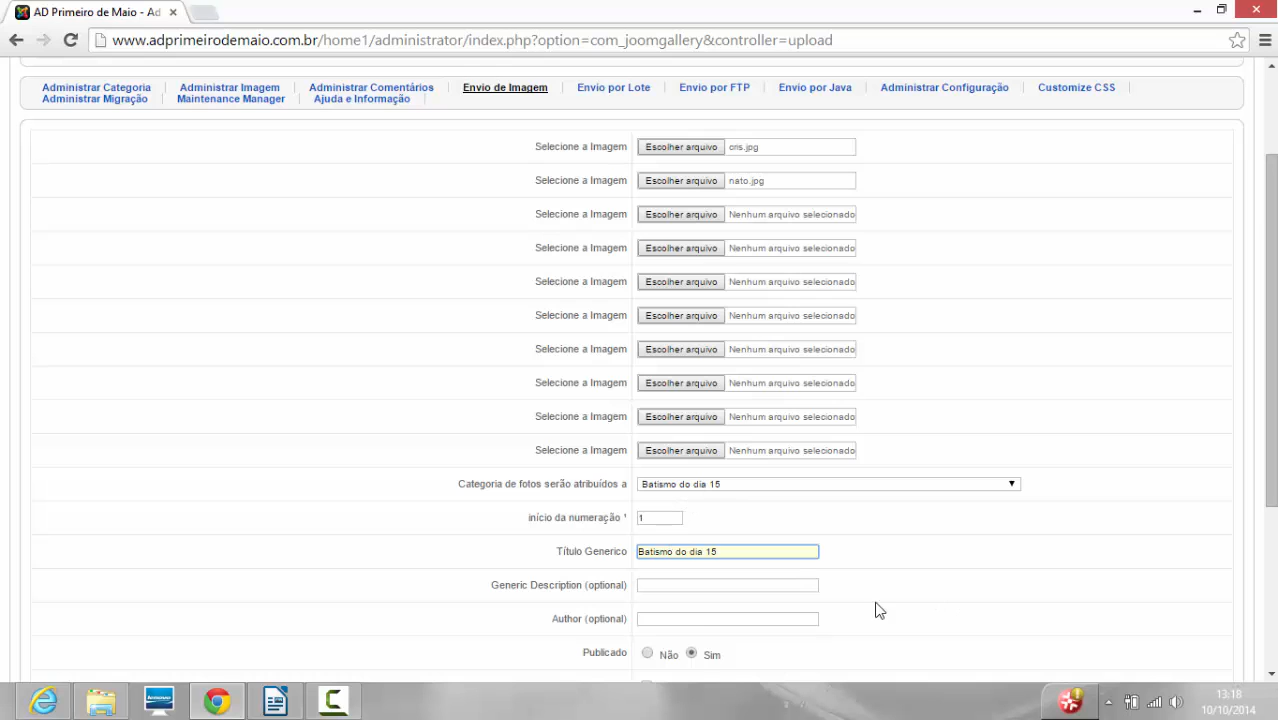 AD Primeiro de Maio - Ad
www.adprimeirodemaio.com.br/home1/administrator/index.php?option=com_joomgallery&controller=upload
Administrar Categoria Administrar Imagem Administrar Comentários Envio de Imagem Envio por Lote Envio por FTP Envio por Java Administrar Configuração Customize CSS
Administrar Migração Maintenance Manager Ajuda e Informação
Selecione a Imagem Escolher arquivo cris.jpg
Selecione a Imagem Escolher arquivo nato.jpg
Selecione a Imagem Escolher arquivo Nenhum arquivo selecionado
Selecione a Imagem Escolher arquivo Nenhum arquivo selecionado
Selecione a Imagem Escolher arquivo Nenhum arquivo selecionado
Selecione a Imagem Escolher arquivo Nenhum arquivo selecionado
Selecione a Imagem Escolher arquivo Nenhum arquivo selecionado
Selecione a Imagem Escolher arquivo Nenhum arquivo selecionado
Selecione a Imagem Escolher arquivo Nenhum arquivo selecionado
Selecione a Imagem Escolher arquivo Nenhum arquivo selecionado
Categoria de fotos serão atribuídos a Batismo do dia 15
início da numeração ¹ 1
Título Generico Batismo do dia 15
Generic Description (optional)
Author (optional)
Publicado Não Sim
13:18
10/10/2014